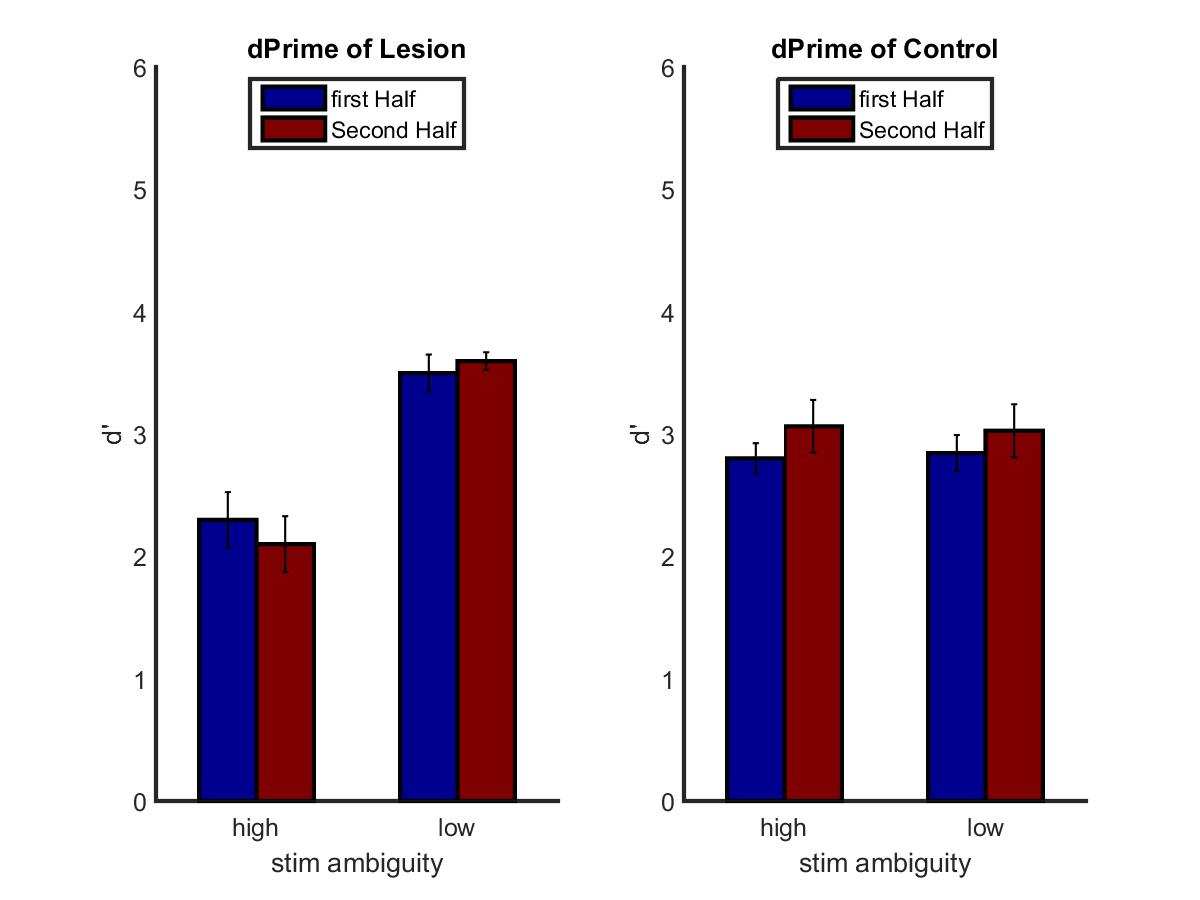 dPrime of Lesion
first Half
Second Half
6
5
4
3
2
1
0
d'
high
low
stim ambiguity
dPrime of Control
first Half
Second Half
6
5
4
3
2
1
0
d'
high
low
stim ambiguity